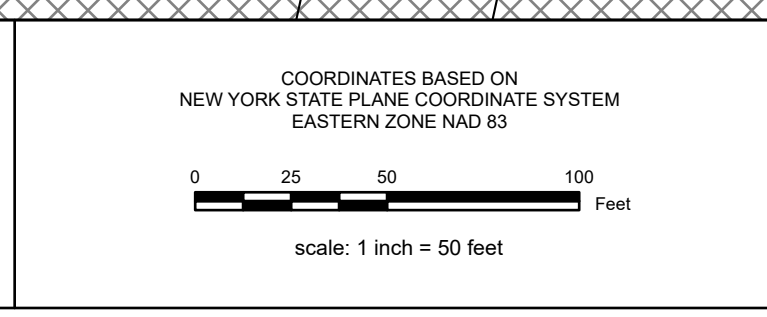 COORDINATES BASED ON
NEW YORK STATE PLANE COORDINATE SYSTEM
EASTERN ZONE NAD 83
0 25 50 100
Feet
scale: 1 inch = 50 feet